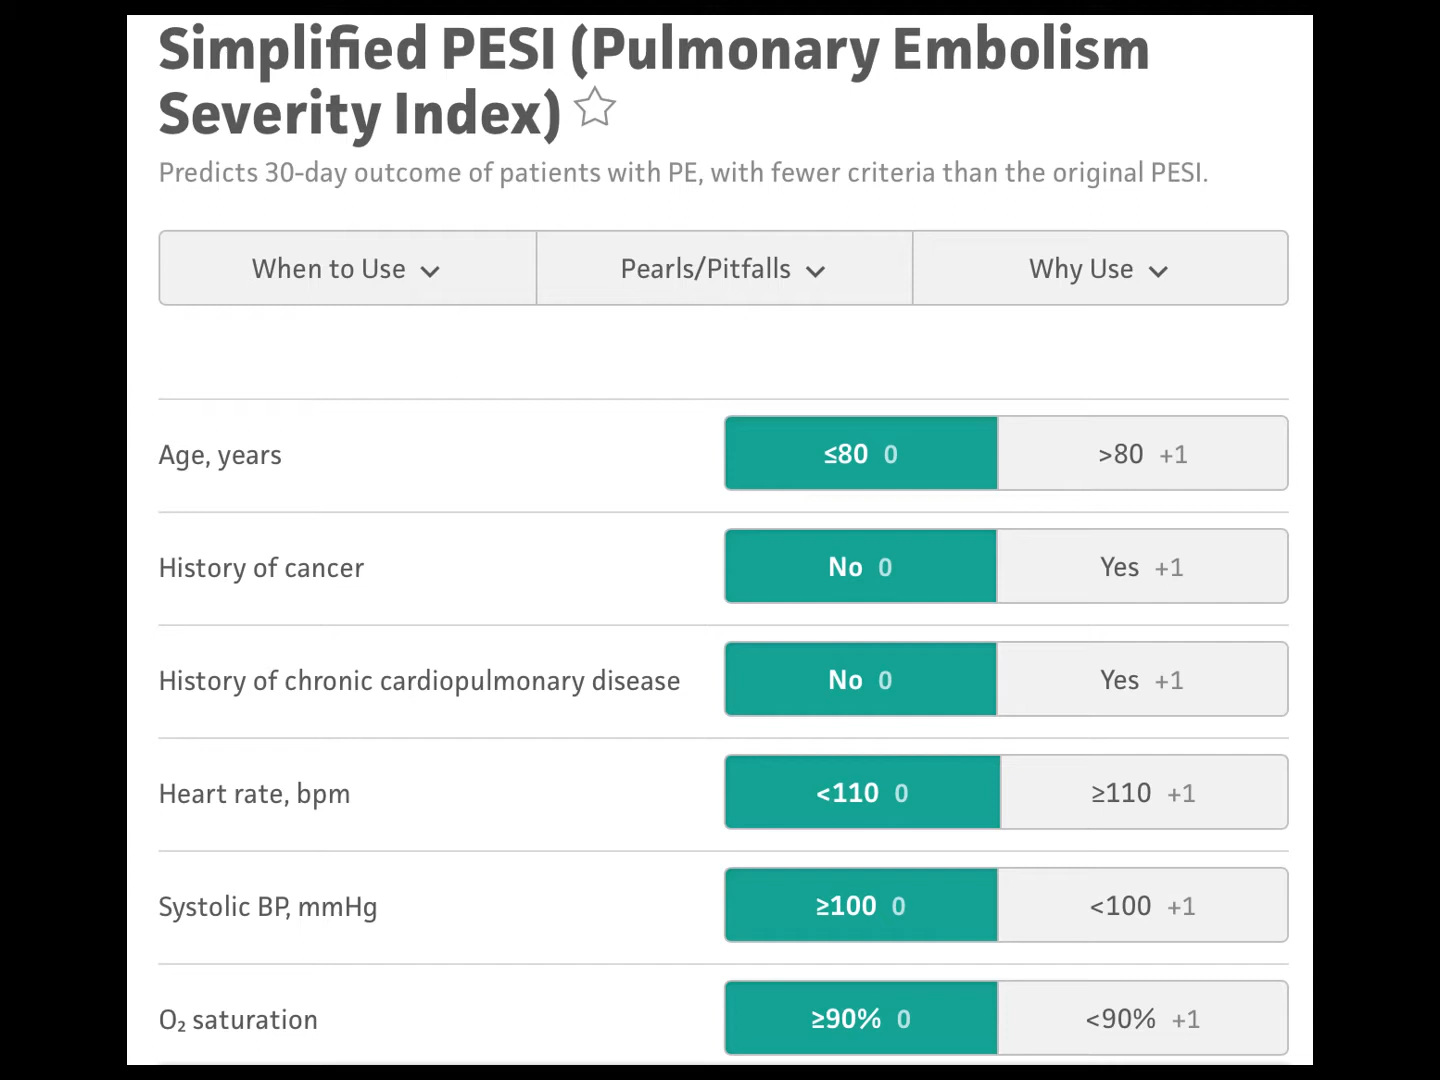 Simplified PESI (Pulmonary Embolism
Severity Index)
Predicts 30-day outcome of patients with PE, with fewer criteria than the original PESI.
When to Use Pearls/Pitfalls Why Use
Age, years ≤80 0 >80 +1
History of cancer No 0 Yes +1
History of chronic cardiopulmonary disease No 0 Yes +1
Heart rate, bpm <110 0 ≥110 +1
Systolic BP, mmHg ≥100 0 <100 +1
O₂ saturation ≥90% 0 <90% +1